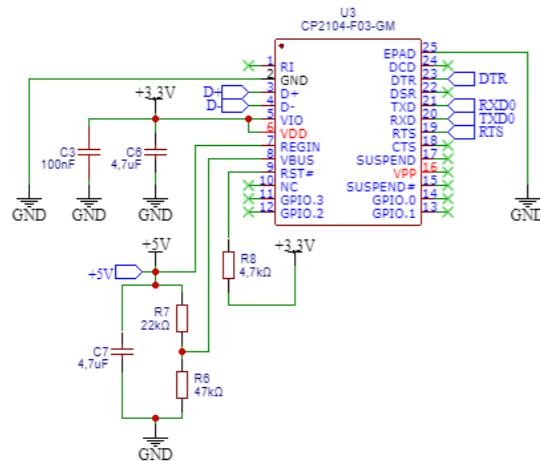 U3
CP2104-F03-GM
1 RI
2 GND
3 D+
4 D-
5 VIO
6 VDD
7 REGIN
8 VBUS
9 RST#
10 NC
11 GPIO.3
12 GPIO.2
EPAD 25
DCD 24
DTR 23
DSR 22
TXD 21
RXD 20
RTS 19
CTS 18
SUSPEND 17
VPP 16
SUSPEND# 15
GPIO.0 14
GPIO.1 13
DTR
RXD0
TXD0
RTS
D+
D-
+3.3V
C3
100nF
C6
4,7uF
GND
GND
GND
GND
+5V
+5V
R8
4,7kΩ
+3.3V
R7
22kΩ
C7
4,7uF
R6
47kΩ
GND